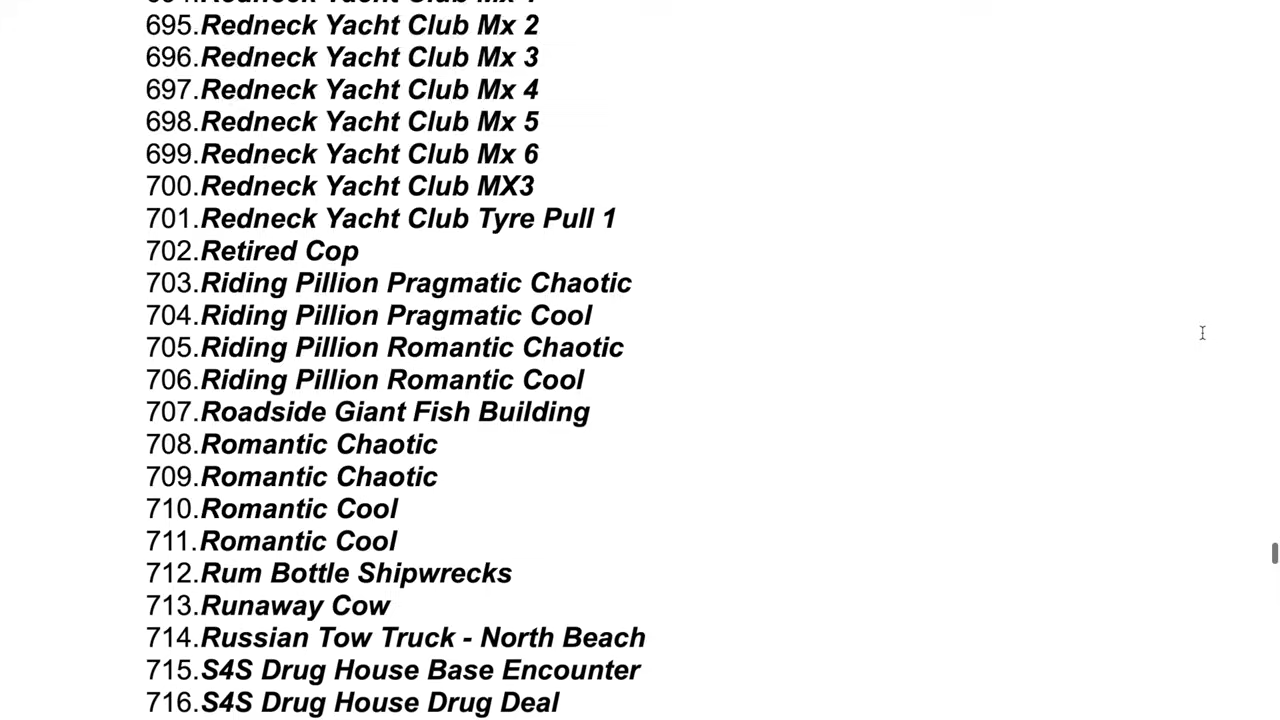 695.Redneck Yacht Club Mx 2
696.Redneck Yacht Club Mx 3
697.Redneck Yacht Club Mx 4
698.Redneck Yacht Club Mx 5
699.Redneck Yacht Club Mx 6
700.Redneck Yacht Club MX3
701.Redneck Yacht Club Tyre Pull 1
702.Retired Cop
703.Riding Pillion Pragmatic Chaotic
704.Riding Pillion Pragmatic Cool
705.Riding Pillion Romantic Chaotic
706.Riding Pillion Romantic Cool
707.Roadside Giant Fish Building
708.Romantic Chaotic
709.Romantic Chaotic
710.Romantic Cool
711.Romantic Cool
712.Rum Bottle Shipwrecks
713.Runaway Cow
714.Russian Tow Truck - North Beach
715.S4S Drug House Base Encounter
716.S4S Drug House Drug Deal